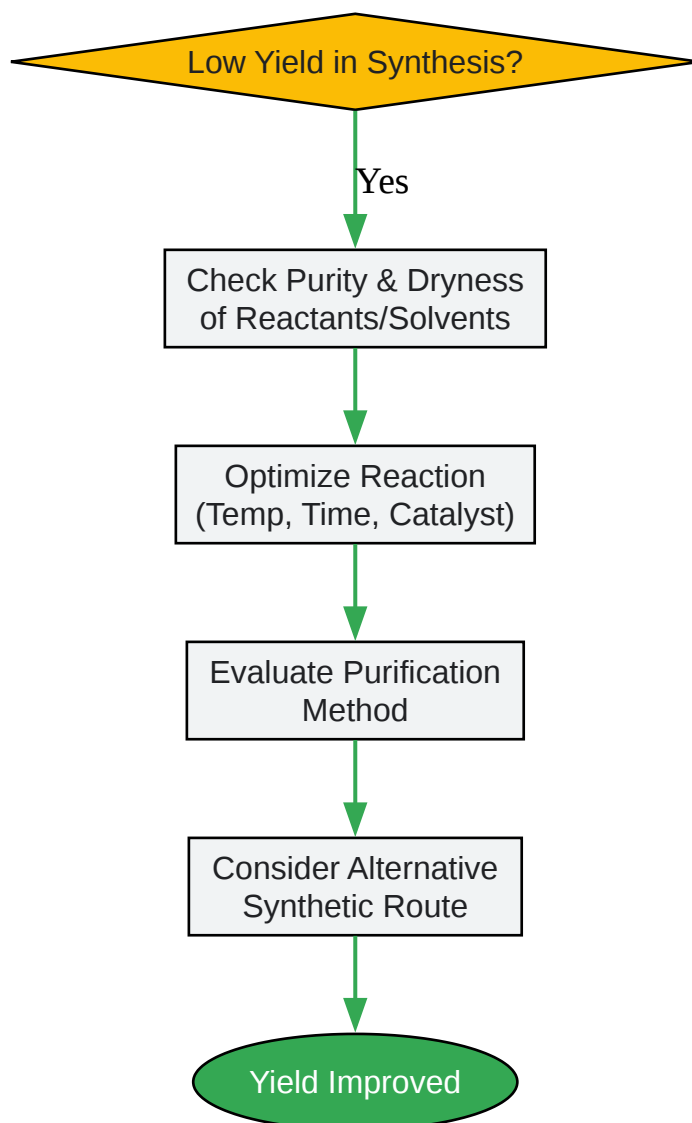 Low Yield in Synthesis?
Yes
Check Purity & Dryness
of Reactants/Solvents
Optimize Reaction
(Temp, Time, Catalyst)
Evaluate Purification
Method
Consider Alternative
Synthetic Route
Yield Improved